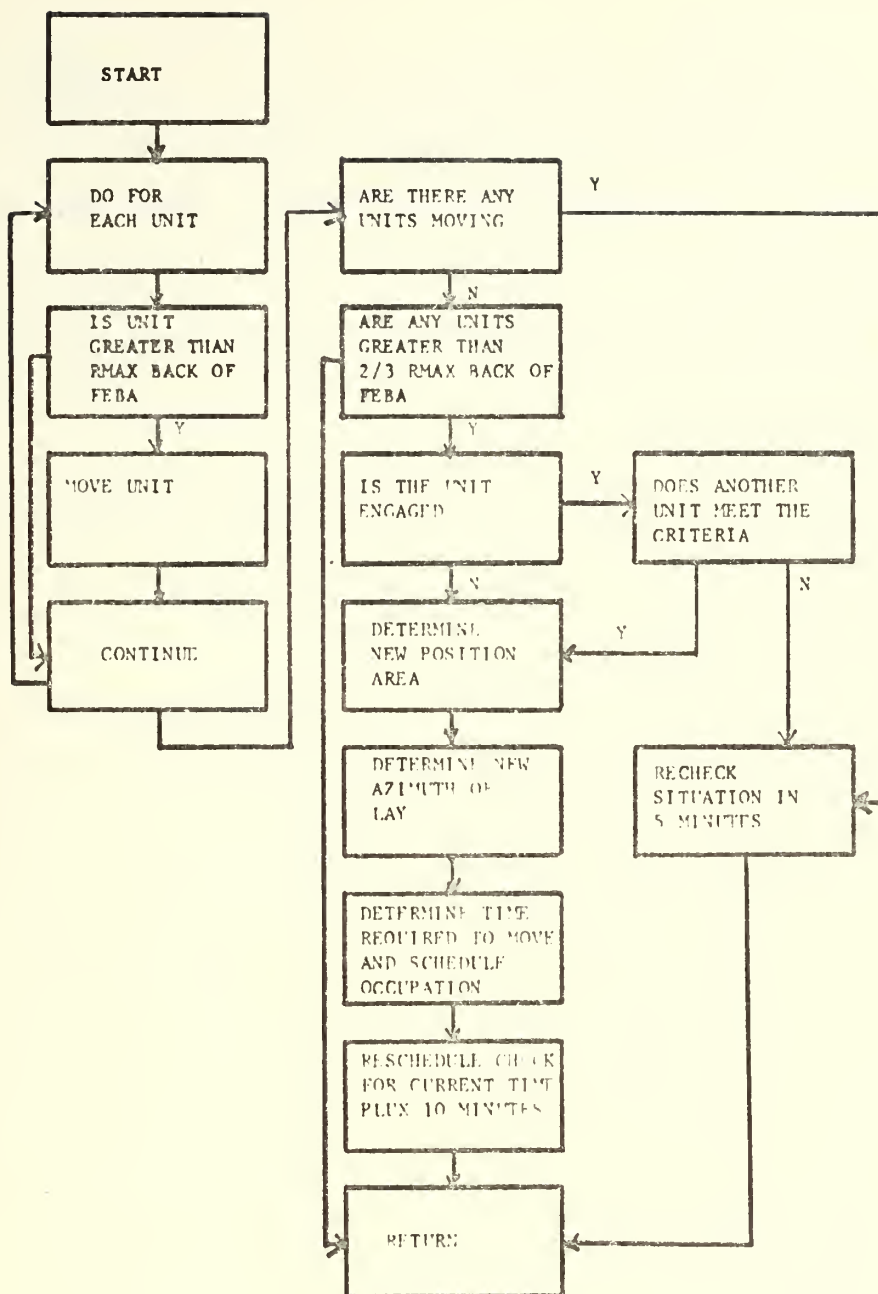 START
DO FOR
EACH UNIT
IS UNIT
GREATER THAN
RMAX BACK OF
FEBA
Y
MOVE UNIT
CONTINUE
ARE THERE ANY
UNITS MOVING
Y
N
ARE ANY UNITS
GREATER THAN
2/3 RMAX BACK OF
FEBA
Y
IS THE UNIT
ENGAGED
Y
N
DOES ANOTHER
UNIT MEET THE
CRITERIA
Y
N
DETERMINE
NEW POSITION
AREA
DETERMINE NEW
AZIMUTH OF
LAY
RECHECK
SITUATION IN
5 MINUTES
DETERMINE TIME
REQUIRED TO MOVE
AND SCHEDULE
OCCUPATION
RESCHEDULE CHECK
FOR CURRENT TIME
PLUX 10 MINUTES
RETURN